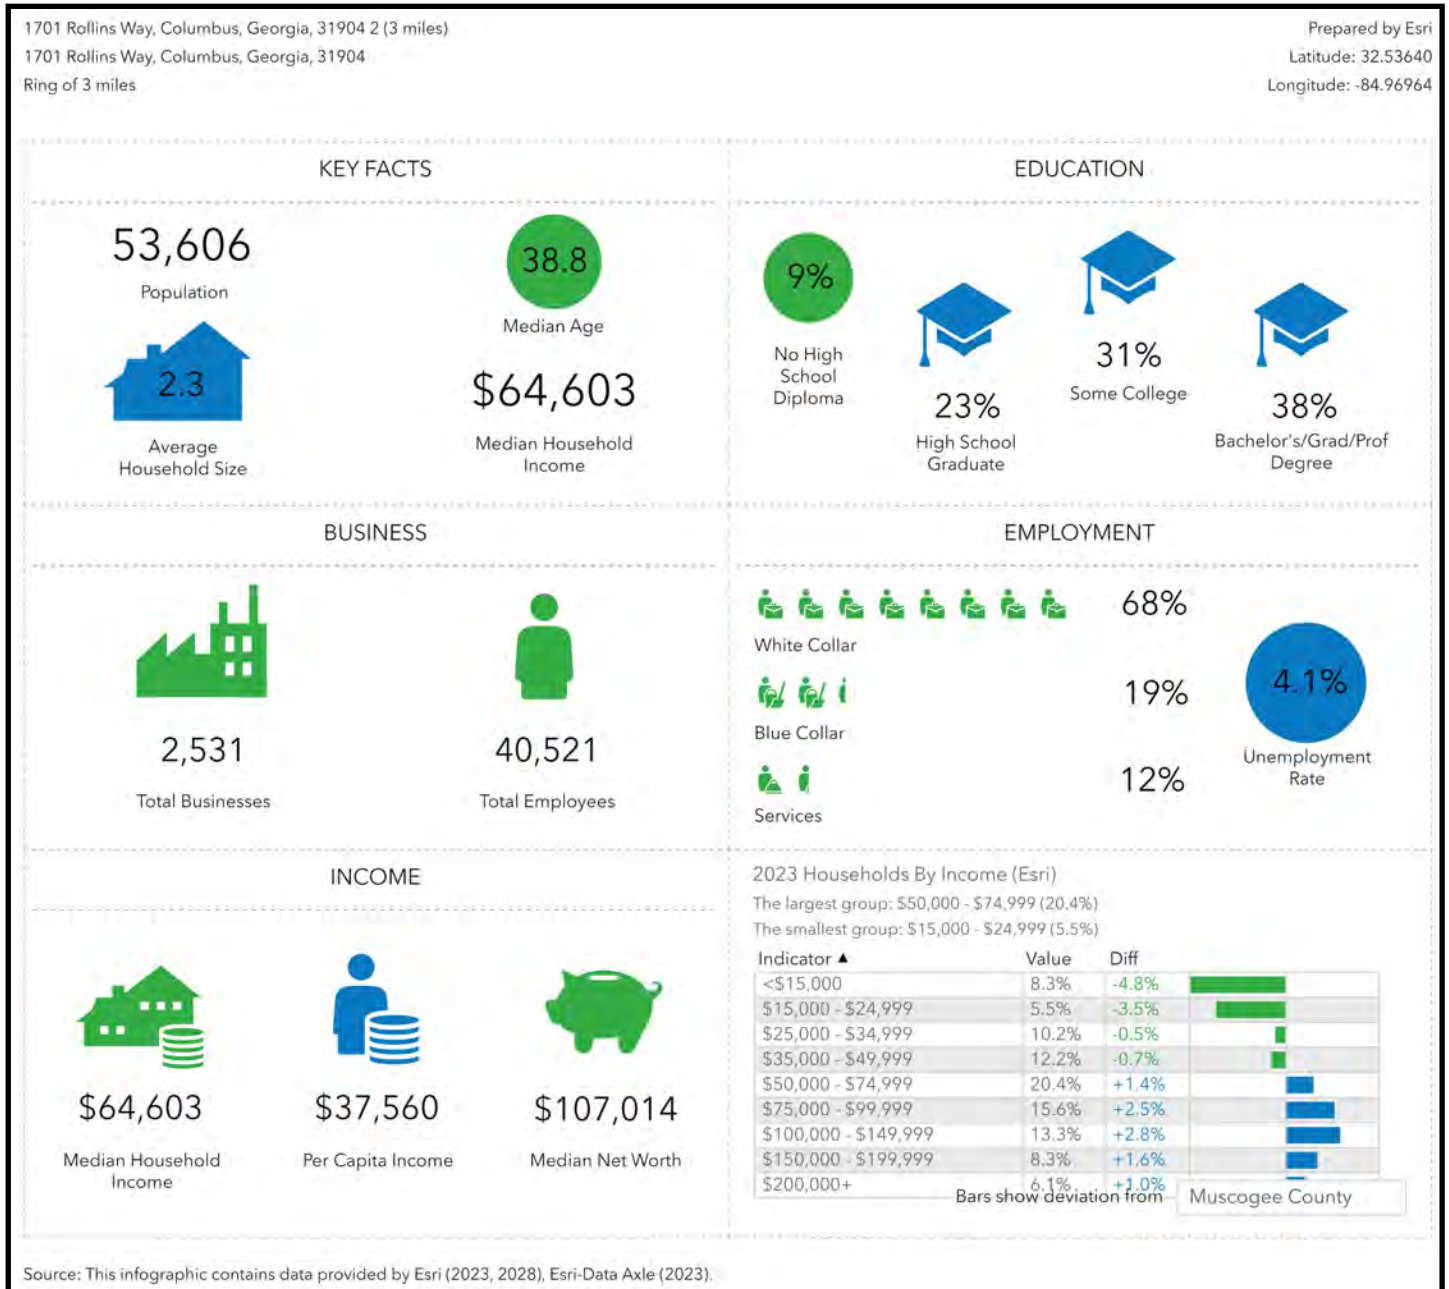 1701 Rollins Way, Columbus, Georgia, 31904 2 (3 miles)
1701 Rollins Way, Columbus, Georgia, 31904
Ring of 3 miles
Prepared by Esri
Latitude: 32.53640
Longitude: -84.96964
KEY FACTS
53,606
Population
38.8
Median Age
2.3
Average
Household Size
$64,603
Median Household
Income
EDUCATION
9%
No High
School
Diploma
23%
High School
Graduate
31%
Some College
38%
Bachelor's/Grad/Prof
Degree
BUSINESS
2,531
Total Businesses
40,521
Total Employees
EMPLOYMENT
68%
White Collar
19%
Blue Collar
12%
Services
4.1%
Unemployment
Rate
INCOME
$64,603
Median Household
Income
$37,560
Per Capita Income
$107,014
Median Net Worth
2023 Households By Income (Esri)
The largest group: $50,000 - $74,999 (20.4%)
The smallest group: $15,000 - $24,999 (5.5%)
Indicator ▲ Value Diff
<$15,000 8.3% -4.8%
$15,000 - $24,999 5.5% -3.5%
$25,000 - $34,999 10.2% -0.5%
$35,000 - $49,999 12.2% -0.7%
$50,000 - $74,999 20.4% +1.4%
$75,000 - $99,999 15.6% +2.5%
$100,000 - $149,999 13.3% +2.8%
$150,000 - $199,999 8.3% +1.6%
$200,000+ 6.1% +1.0%
Bars show deviation from Muscogee County
Source: This infographic contains data provided by Esri (2023, 2028), Esri-Data Axle (2023).